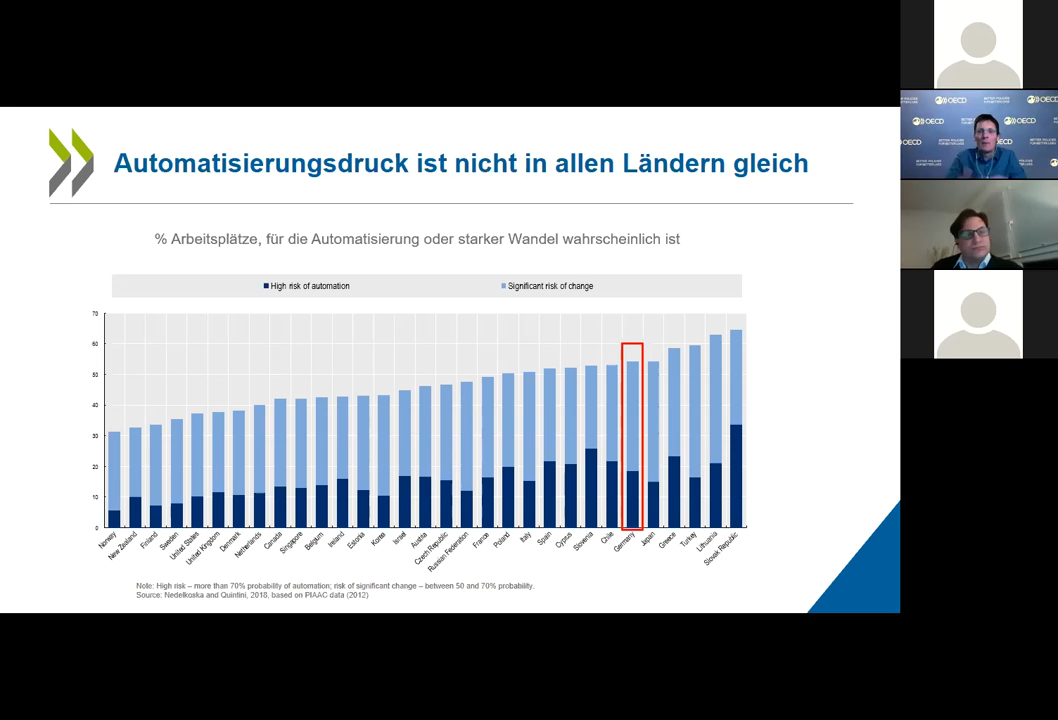 Automatisierungsdruck ist nicht in allen Ländern gleich
% Arbeitsplätze, für die Automatisierung oder starker Wandel wahrscheinlich ist
High risk of automation
Significant risk of change
70
60
50
40
30
20
10
0
Norway
New Zealand
Finland
Sweden
United States
United Kingdom
Denmark
Netherlands
Canada
Singapore
Belgium
Ireland
Estonia
Korea
Israel
Austria
Czech Republic
Russian Federation
France
Poland
Italy
Spain
Cyprus
Slovenia
Chile
Germany
Japan
Greece
Turkey
Lithuania
Slovak Republic
Note: High risk – more than 70% probability of automation; risk of significant change – between 50 and 70% probability.
Source: Nedelkoska and Quintini, 2018, based on PIAAC data (2012)
OECD
OECD
OECD
OECD
OECD